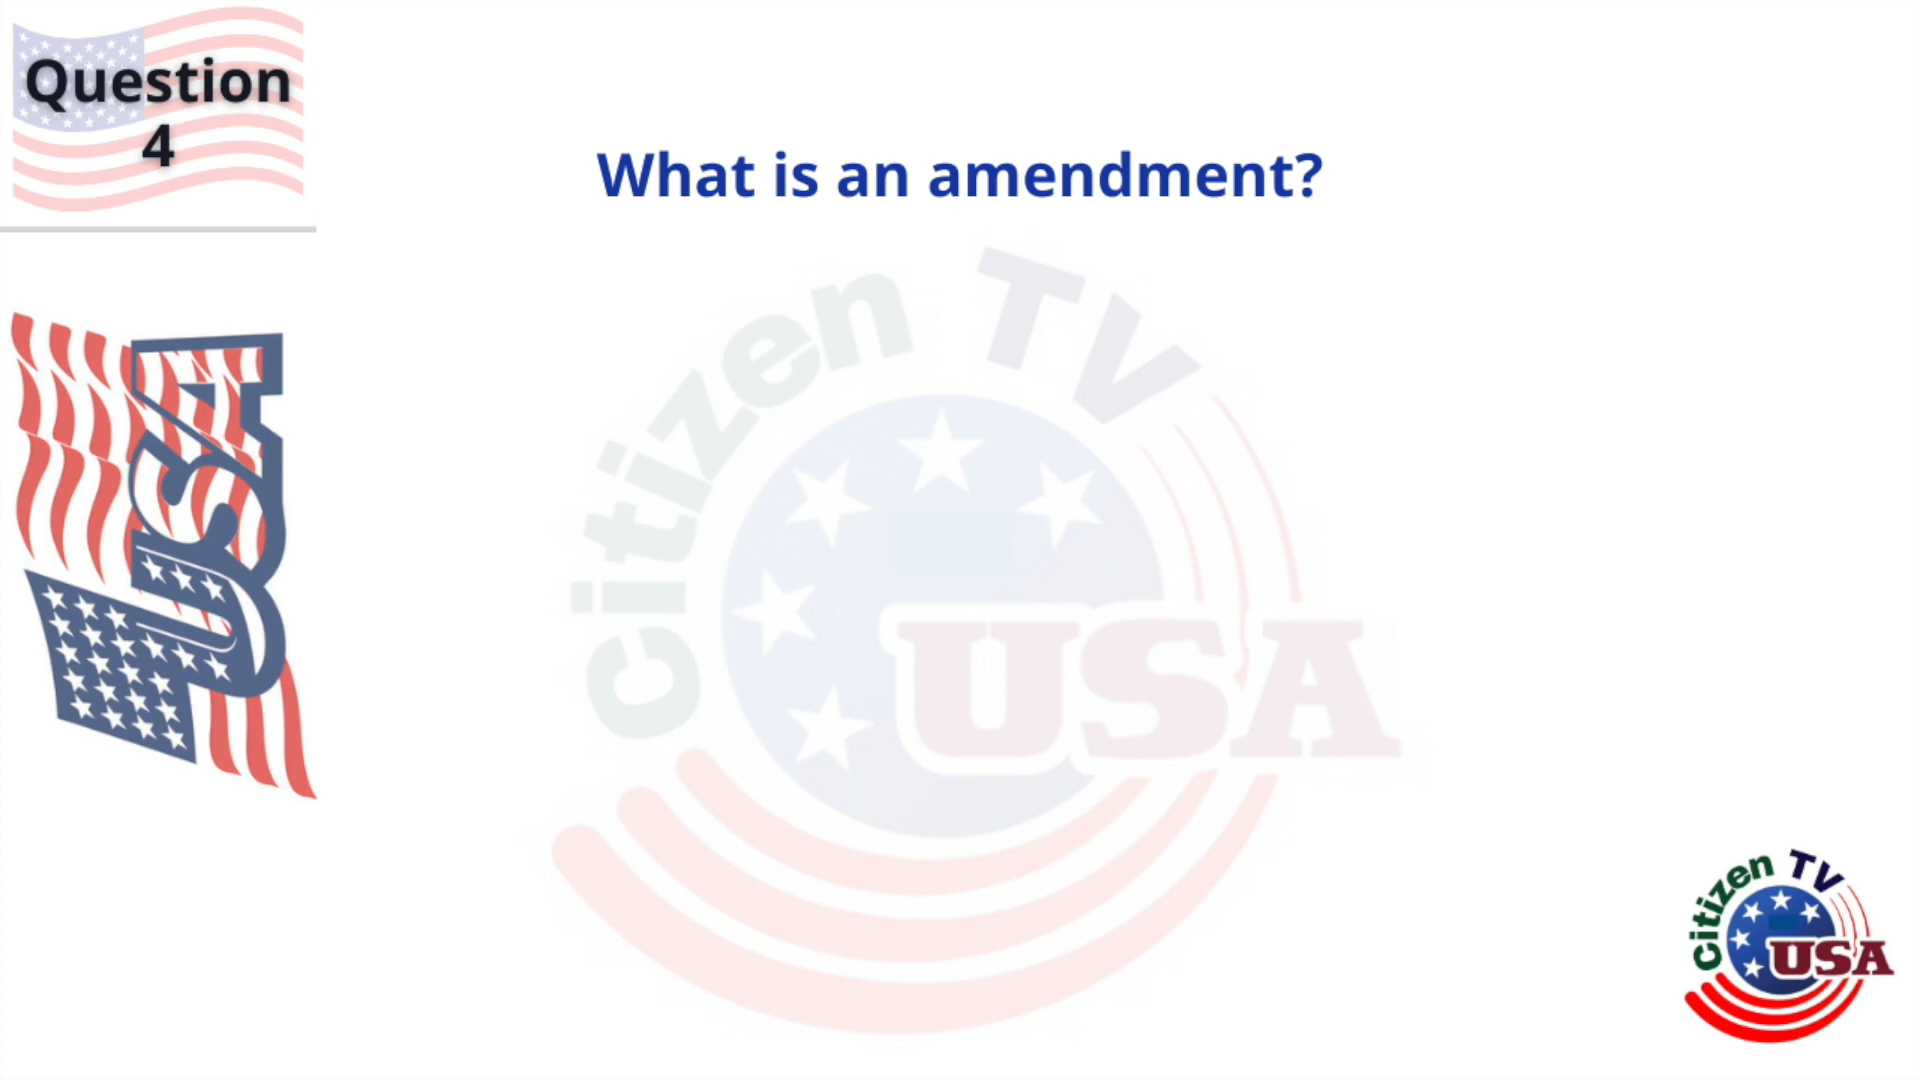 Question
4
What is an amendment?
Citizen TV
USA
USA
Citizen TV
USA